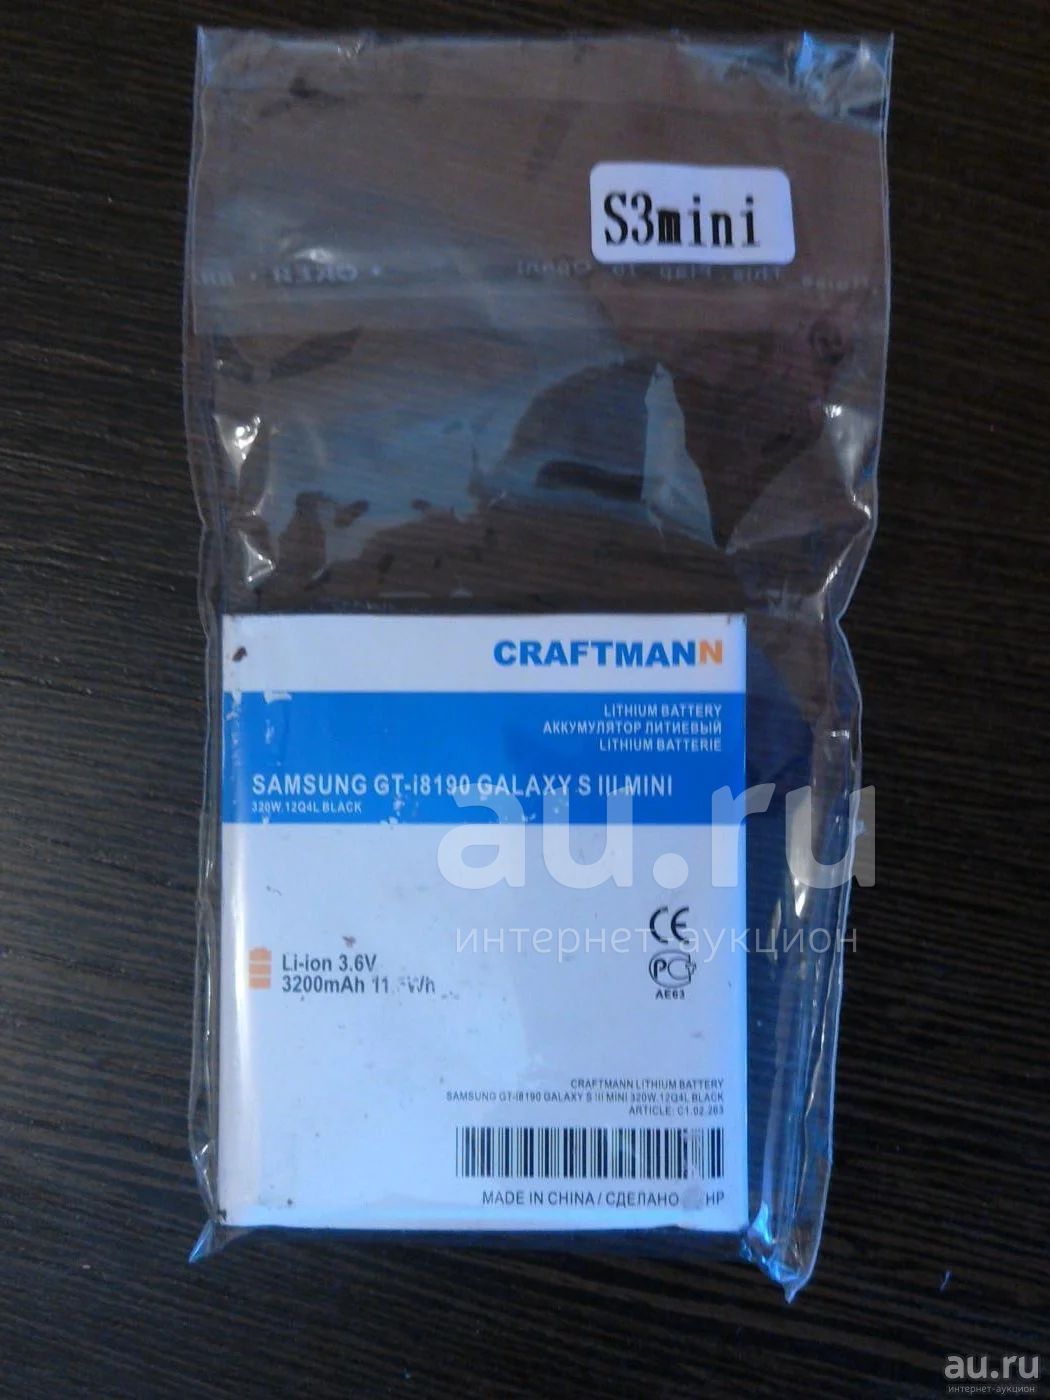 S3mini
CRAFTMANN
LITHIUM BATTERY
АККУМУЛЯТОР ЛИТИЕВЫЙ
LITHIUM BATTERIE
SAMSUNG GT-i8190 GALAXY S III MINI
320W.12Q4L BLACK
au.ru
интернет-аукцион
CE
Li-ion 3.6V
3200mAh
РС
AE63
CRAFTMANN LITHIUM BATTERY
SAMSUNG GT-I8190 GALAXY S III MINI 320W.12Q4L BLACK
ARTICLE: C1.02.263
MADE IN CHINA / СДЕЛАНО
au.ru
интернет-аукцион